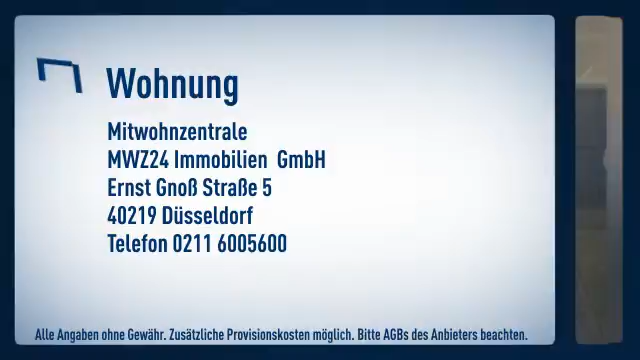 Wohnung
Mitwohnzentrale
MWZ24 Immobilien GmbH
Ernst Gnoß Straße 5
40219 Düsseldorf
Telefon 0211 6005600
Alle Angaben ohne Gewähr. Zusätzliche Provisionskosten möglich. Bitte AGBs des Anbieters beachten.